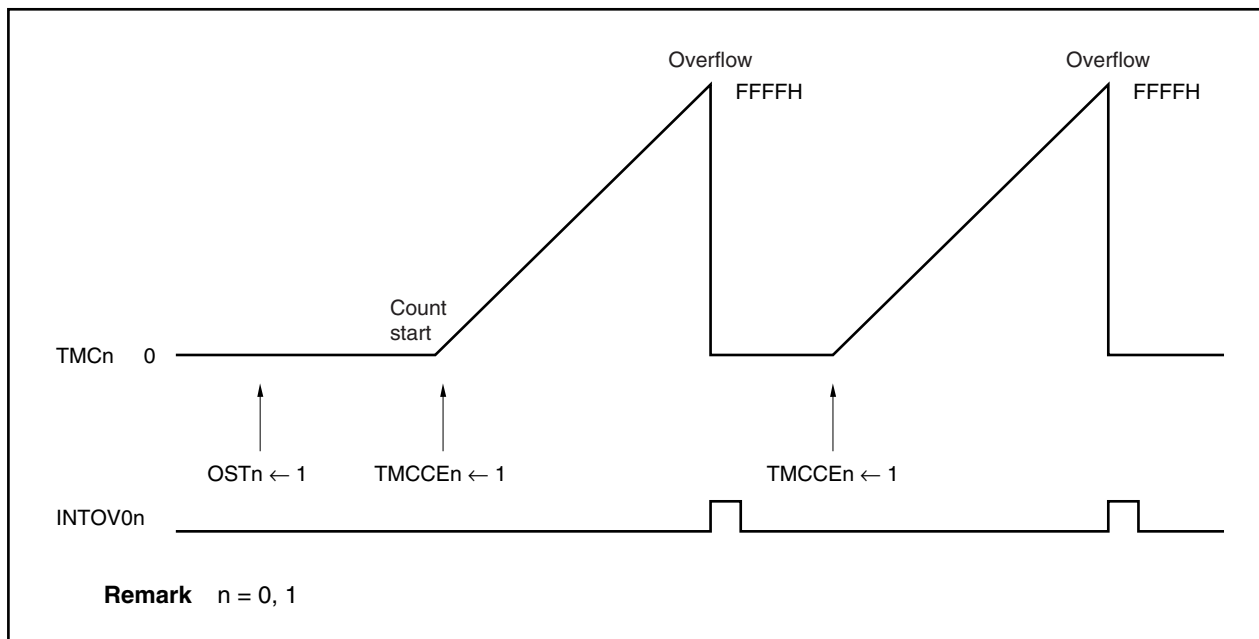 Overflow
FFFFH
Overflow
FFFFH
Count
start
TMCn 0
OSTn ← 1
TMCCEn ← 1
TMCCEn ← 1
INTOV0n
Remark n = 0, 1